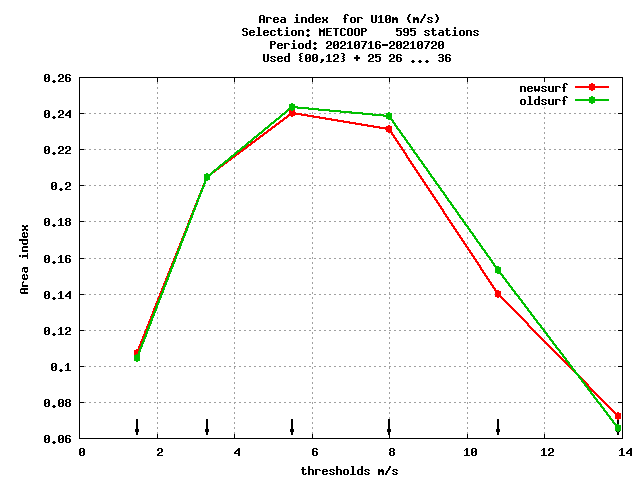 Area index  for U10m (m/s)
Selection: METCOOP    595 stations
Period: 20210716-20210720
Used {00,12} + 25 26 ... 36
0.26
0.24
0.22
0.2
0.18
0.16
0.14
0.12
0.1
0.08
0.06
Area index
newsurf
oldsurf
0 2 4 6 8 10 12 14
thresholds m/s